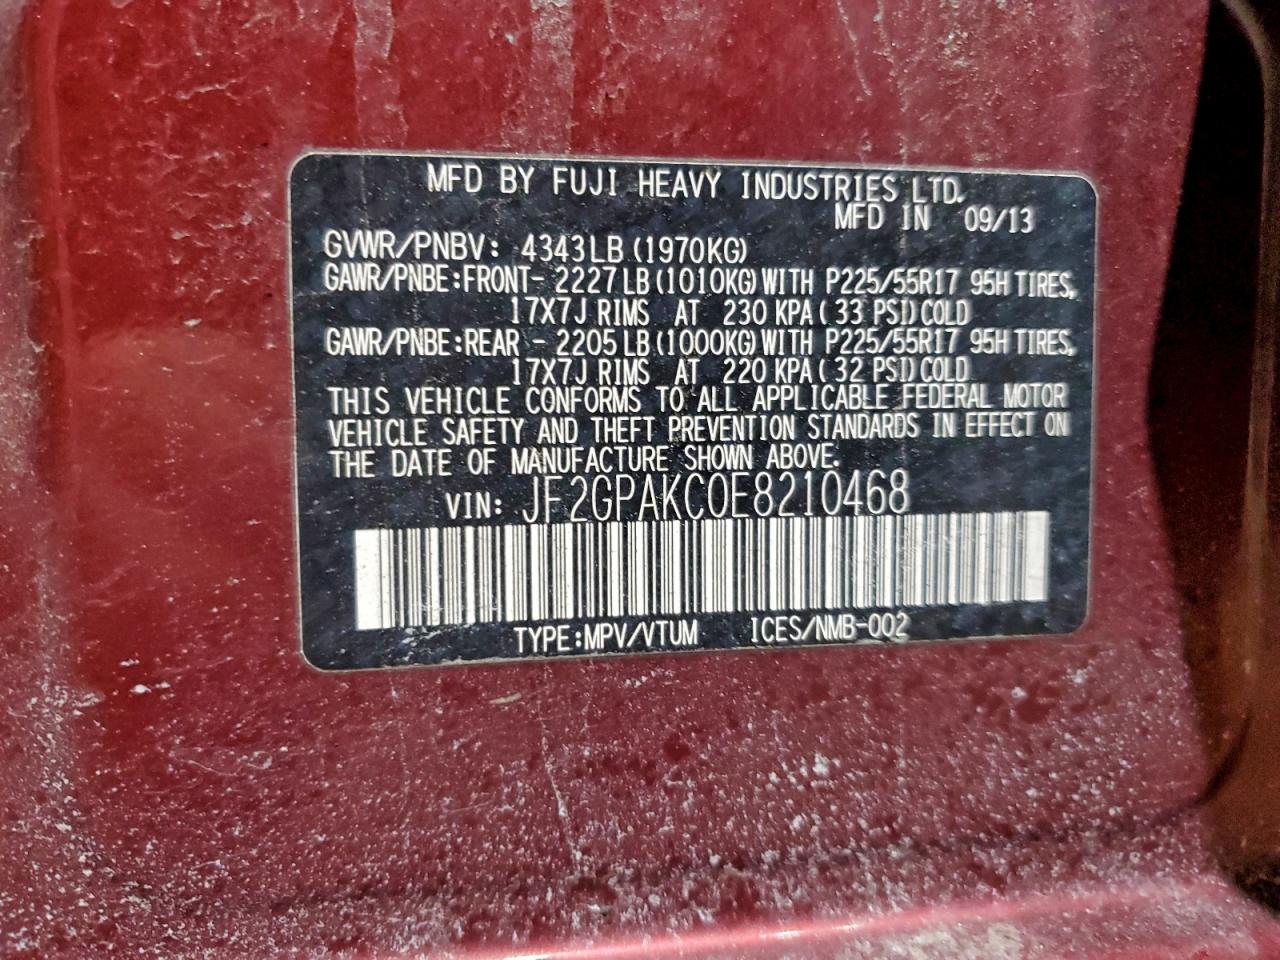 MFD BY FUJI HEAVY INDUSTRIES LTD.
MFD IN 09/13
GVWR/PNBV: 4343LB (1970KG)
GAWR/PNBE:FRONT- 2227 LB (1010KG) WITH P225/55R17 95H TIRES,
17X7J RIMS AT 230 KPA ( 33 PSI) COLD
GAWR/PNBE:REAR - 2205 LB (1000KG) WITH P225/55R17 95H TIRES,
17X7J RIMS AT 220 KPA ( 32 PSI) COLD
THIS VEHICLE CONFORMS TO ALL APPLICABLE FEDERAL MOTOR
VEHICLE SAFETY AND THEFT PREVENTION STANDARDS IN EFFECT ON
THE DATE OF MANUFACTURE SHOWN ABOVE.
VIN: JF2GPAKC0E8210468
TYPE:MPV/VTUM ICES/NMB-002